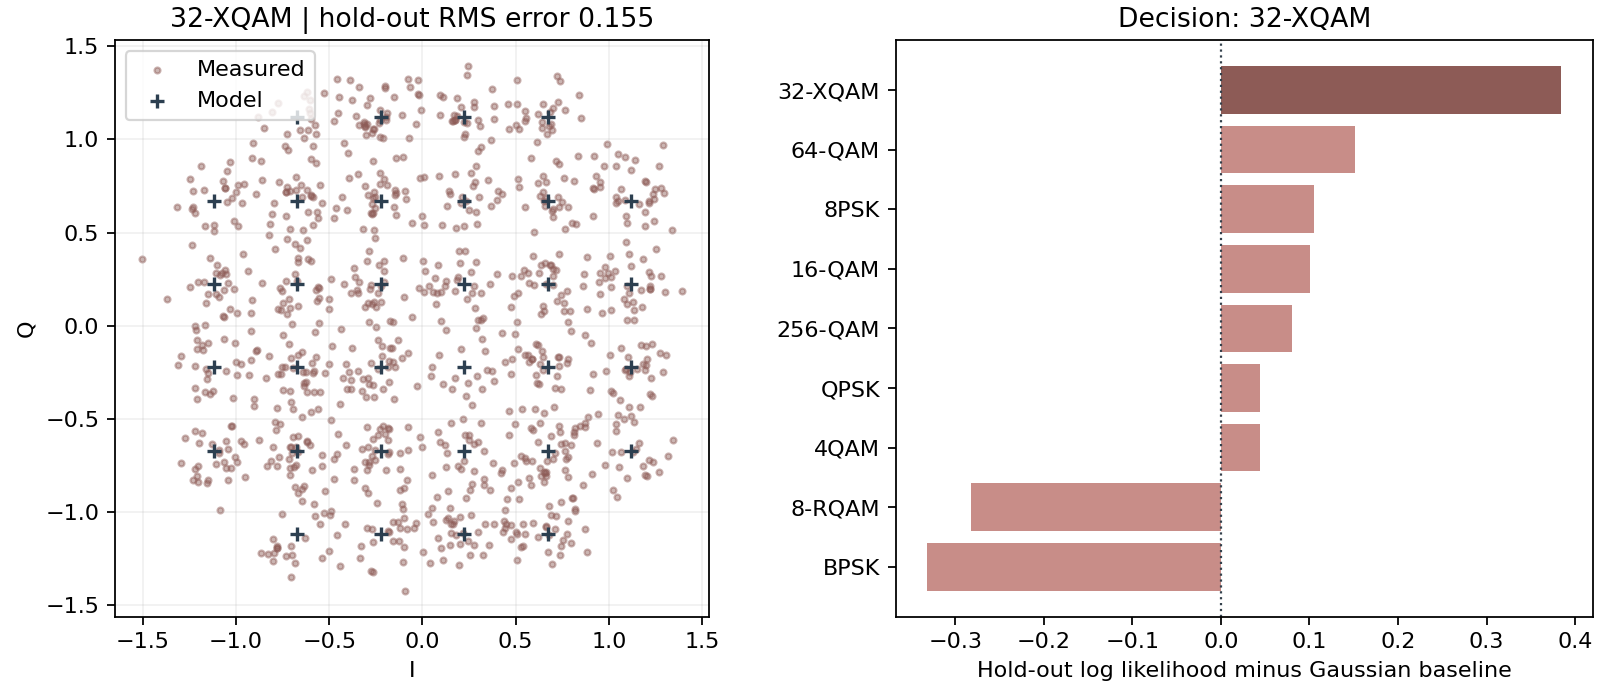 32-XQAM | hold-out RMS error 0.155
Measured
Model
1.5
1.0
0.5
0.0
−0.5
−1.0
−1.5
Q
−1.5 −1.0 −0.5 0.0 0.5 1.0 1.5
I
Decision: 32-XQAM
32-XQAM
64-QAM
8PSK
16-QAM
256-QAM
QPSK
4QAM
8-RQAM
BPSK
−0.3 −0.2 −0.1 0.0 0.1 0.2 0.3 0.4
Hold-out log likelihood minus Gaussian baseline